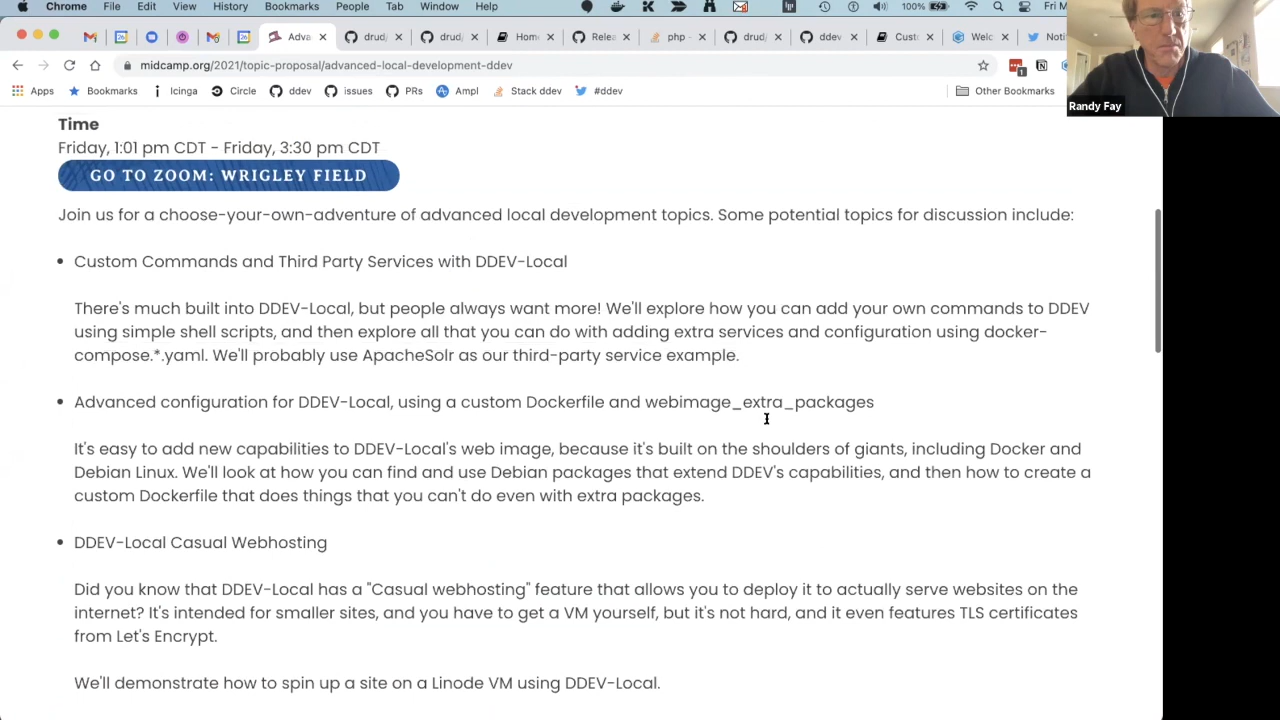 Chrome File Edit View History Bookmarks People Tab Window Help 100% Fri M
Adva drud/ drud/ Home Relea php - drud/ ddev Custo Welc Noti
midcamp.org/2021/topic-proposal/advanced-local-development-ddev
Apps Bookmarks Icinga Circle ddev issues PRs Ampl Stack ddev #ddev Other Bookmarks
Randy Fay
Time
Friday, 1:01 pm CDT - Friday, 3:30 pm CDT
GO TO ZOOM: WRIGLEY FIELD
Join us for a choose-your-own-adventure of advanced local development topics. Some potential topics for discussion include:
• Custom Commands and Third Party Services with DDEV-Local
There's much built into DDEV-Local, but people always want more! We'll explore how you can add your own commands to DDEV
using simple shell scripts, and then explore all that you can do with adding extra services and configuration using docker-
compose.*.yaml. We'll probably use ApacheSolr as our third-party service example.
• Advanced configuration for DDEV-Local, using a custom Dockerfile and webimage_extra_packages
It's easy to add new capabilities to DDEV-Local's web image, because it's built on the shoulders of giants, including Docker and
Debian Linux. We'll look at how you can find and use Debian packages that extend DDEV's capabilities, and then how to create a
custom Dockerfile that does things that you can't do even with extra packages.
• DDEV-Local Casual Webhosting
Did you know that DDEV-Local has a "Casual webhosting" feature that allows you to deploy it to actually serve websites on the
internet? It's intended for smaller sites, and you have to get a VM yourself, but it's not hard, and it even features TLS certificates
from Let's Encrypt.
We'll demonstrate how to spin up a site on a Linode VM using DDEV-Local.